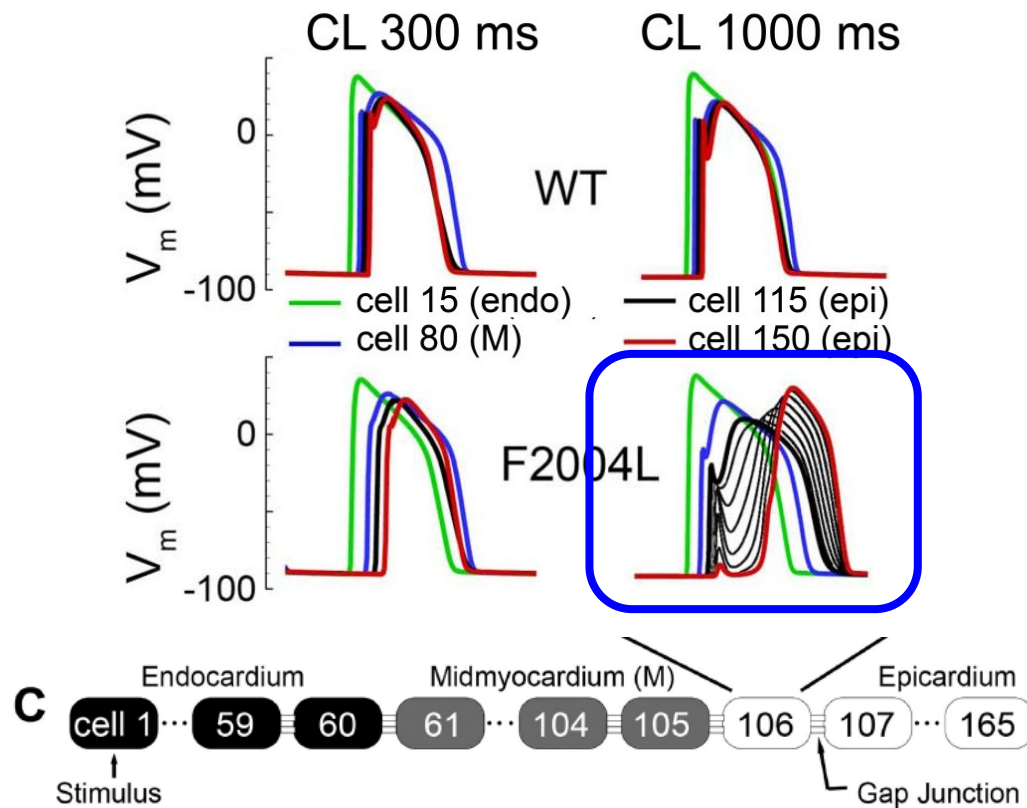 CL 300 ms
CL 1000 ms
0
V_m (mV)
WT
-100
cell 15 (endo)
cell 115 (epi)
cell 80 (M)
cell 150 (epi)
0
V_m (mV)
F2004L
-100
Endocardium
Midmyocardium (M)
Epicardium
C
cell 1 ... 59 60 61 ... 104 105 106 107 ... 165
Stimulus
Gap Junction